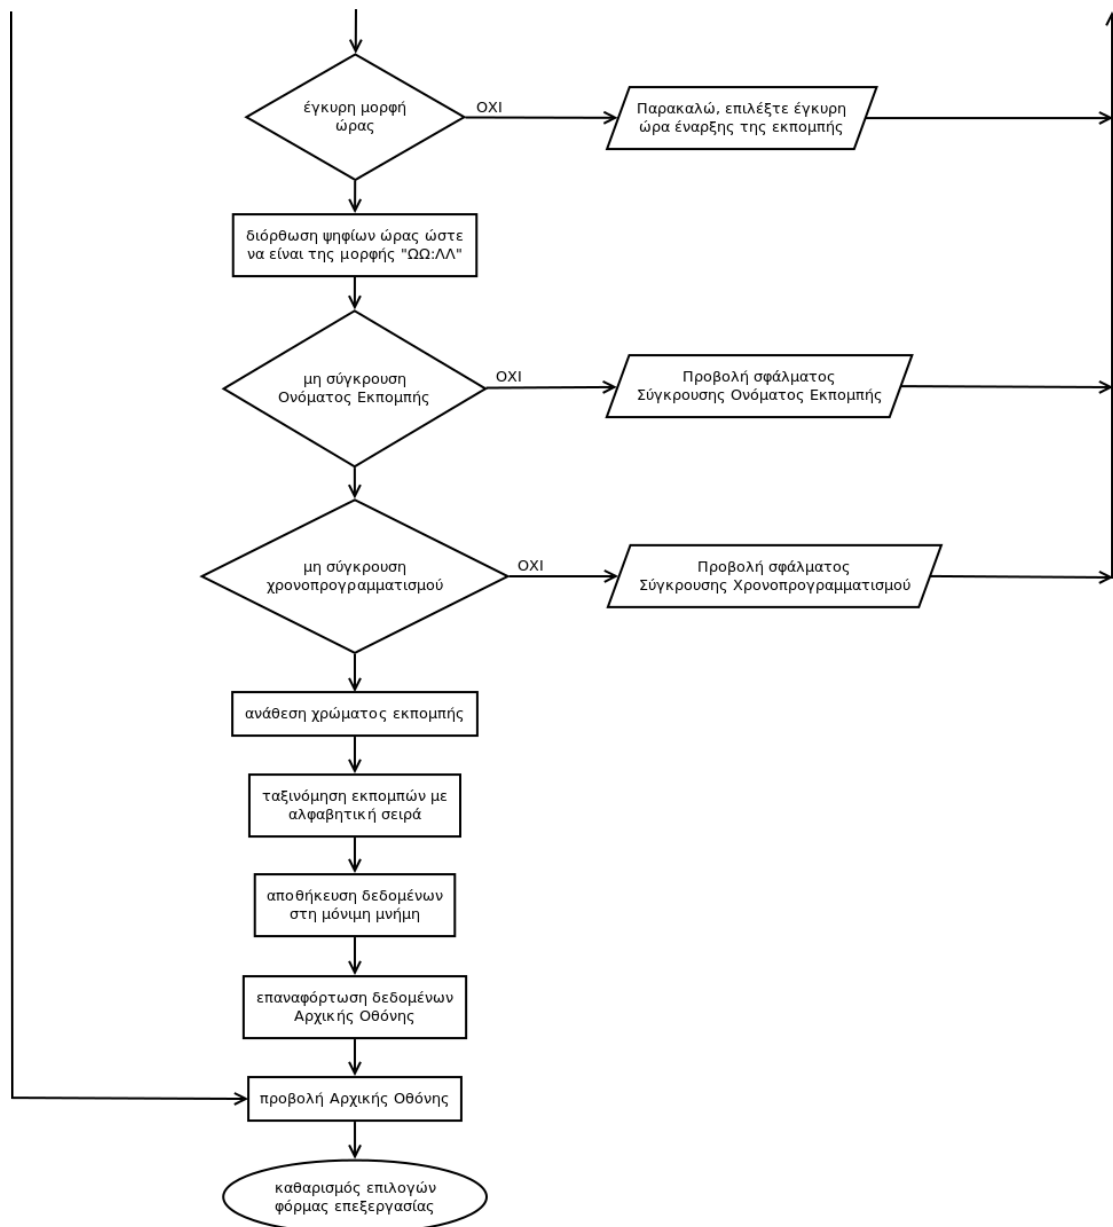 έγκυρη μορφή
ώρας
ΟΧΙ
Παρακαλώ, επιλέξτε έγκυρη
ώρα έναρξης της εκπομπής
διόρθωση ψηφίων ώρας ώστε
να είναι της μορφής "ΩΩ:ΛΛ"
μη σύγκρουση
Ονόματος Εκπομπής
ΟΧΙ
Προβολή σφάλματος
Σύγκρουσης Ονόματος Εκπομπής
μη σύγκρουση
χρονοπρογραμματισμού
ΟΧΙ
Προβολή σφάλματος
Σύγκρουσης Χρονοπρογραμματισμού
ανάθεση χρώματος εκπομπής
ταξινόμηση εκπομπών με
αλφαβητική σειρά
αποθήκευση δεδομένων
στη μόνιμη μνήμη
επαναφόρτωση δεδομένων
Αρχικής Οθόνης
προβολή Αρχικής Οθόνης
καθαρισμός επιλογών
φόρμας επεξεργασίας